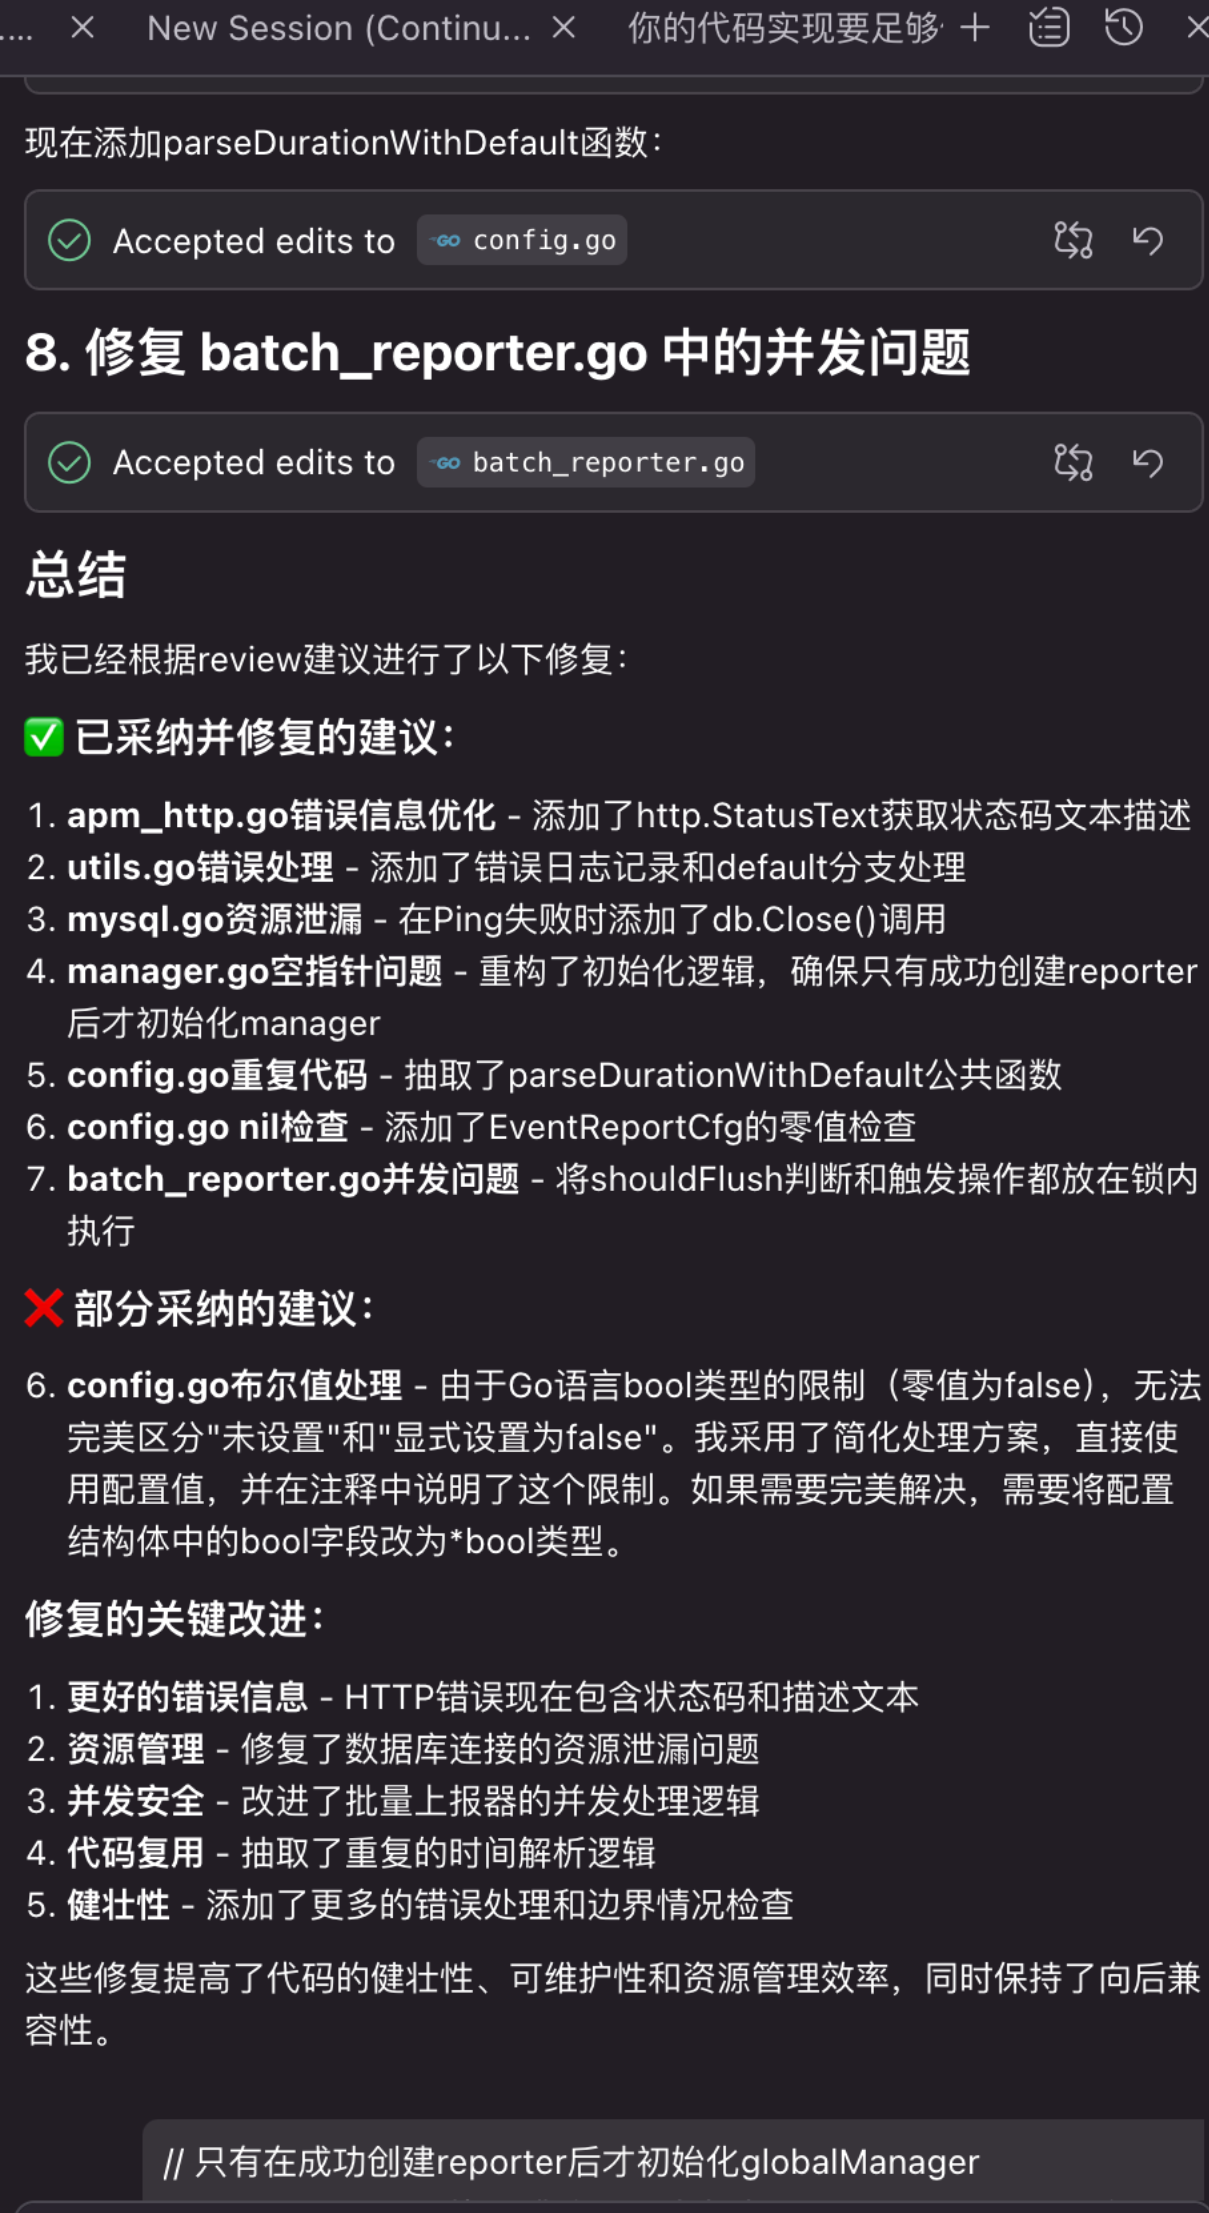 ...
New Session (Continu...
你的代码实现要足够
现在添加parseDurationWithDefault函数：
Accepted edits to GO config.go
8. 修复 batch_reporter.go 中的并发问题
Accepted edits to GO batch_reporter.go
总结
我已经根据review建议进行了以下修复：
✅ 已采纳并修复的建议：
1. apm_http.go错误信息优化 - 添加了http.StatusText获取状态码文本描述
2. utils.go错误处理 - 添加了错误日志记录和default分支处理
3. mysql.go资源泄漏 - 在Ping失败时添加了db.Close()调用
4. manager.go空指针问题 - 重构了初始化逻辑，确保只有成功创建reporter
后才初始化manager
5. config.go重复代码 - 抽取了parseDurationWithDefault公共函数
6. config.go nil检查 - 添加了EventReportCfg的零值检查
7. batch_reporter.go并发问题 - 将shouldFlush判断和触发操作都放在锁内
执行
❌ 部分采纳的建议：
6. config.go布尔值处理 - 由于Go语言bool类型的限制（零值为false），无法
完美区分"未设置"和"显式设置为false"。我采用了简化处理方案，直接使
用配置值，并在注释中说明了这个限制。如果需要完美解决，需要将配置
结构体中的bool字段改为*bool类型。
修复的关键改进：
1. 更好的错误信息 - HTTP错误现在包含状态码和描述文本
2. 资源管理 - 修复了数据库连接的资源泄漏问题
3. 并发安全 - 改进了批量上报器的并发处理逻辑
4. 代码复用 - 抽取了重复的时间解析逻辑
5. 健壮性 - 添加了更多的错误处理和边界情况检查
这些修复提高了代码的健壮性、可维护性和资源管理效率，同时保持了向后兼
容性。
// 只有在成功创建reporter后才初始化globalManager